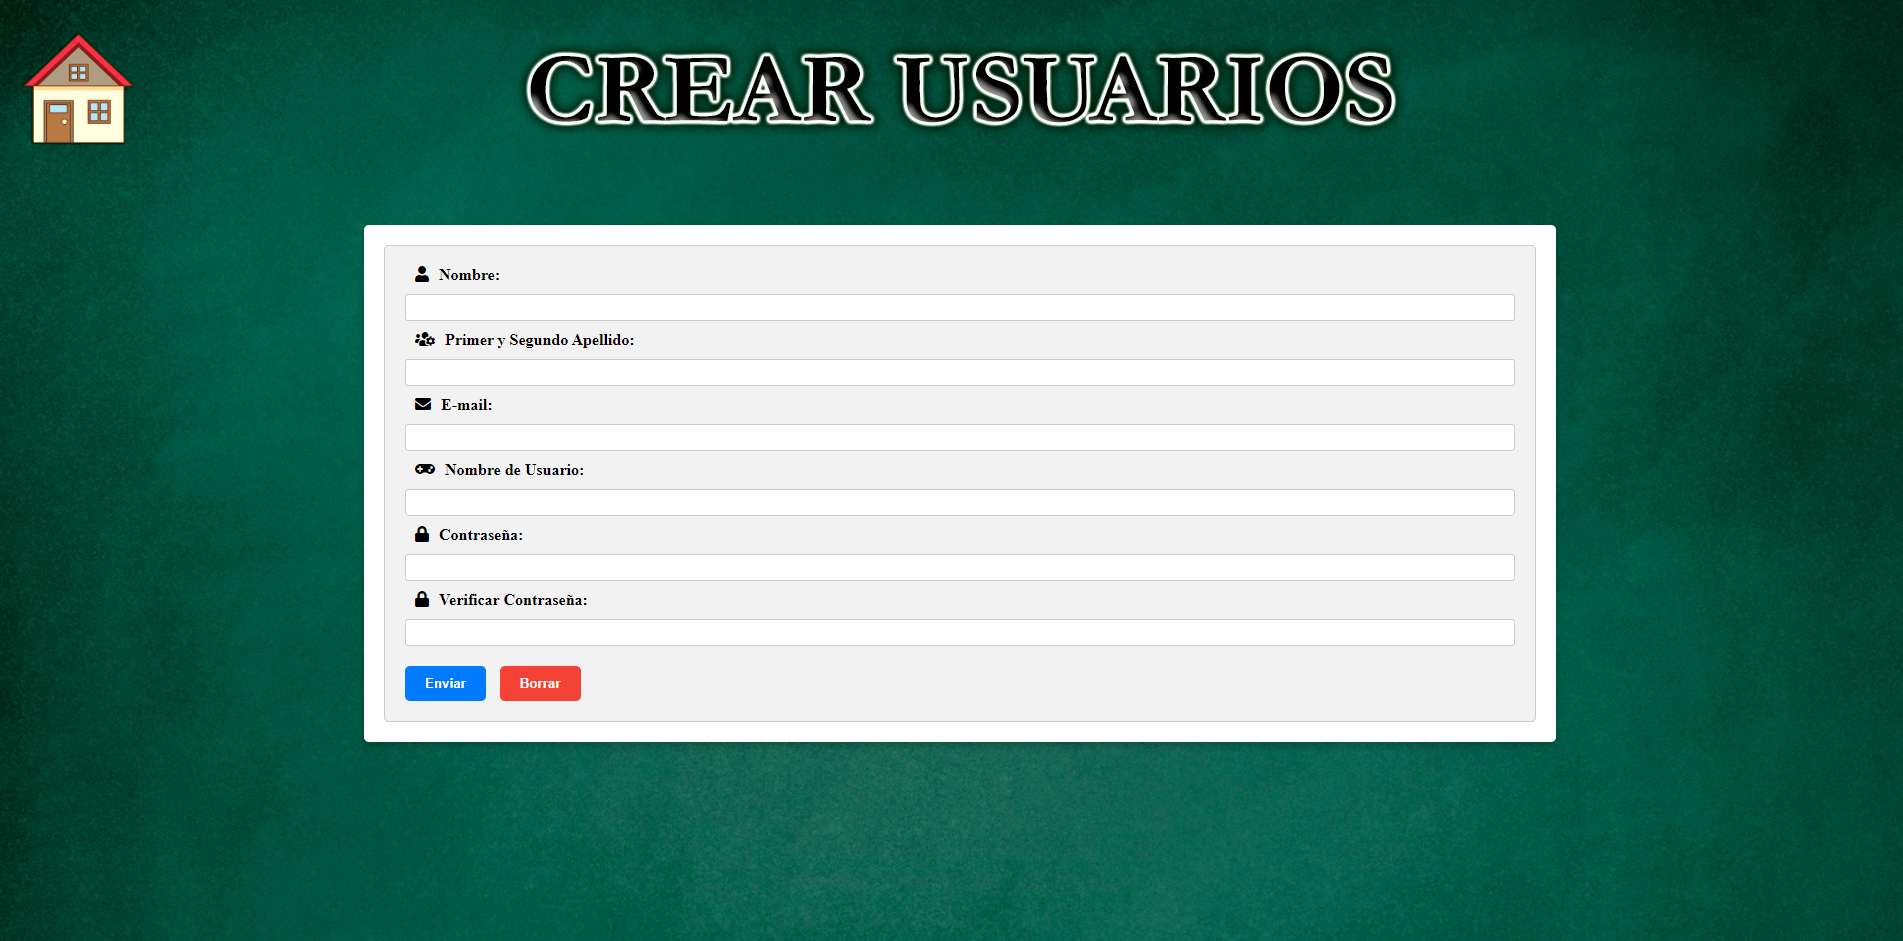 CREAR USUARIOS
Nombre:
Primer y Segundo Apellido:
E-mail:
Nombre de Usuario:
Contraseña:
Verificar Contraseña:
Enviar Borrar